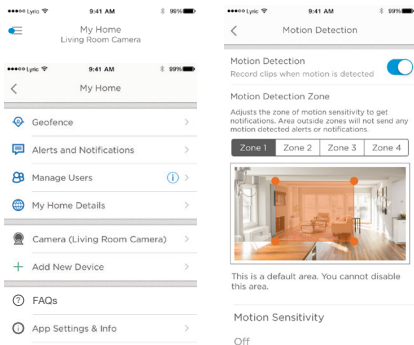 Lyric 9:41 AM 99%
My Home
Living Room Camera
Lyric 9:41 AM 99%
My Home
Geofence
Alerts and Notifications
Manage Users
My Home Details
Camera (Living Room Camera)
Add New Device
FAQs
App Settings & Info
Lyric 9:41 AM 99%
Motion Detection
Motion Detection
Record clips when motion is detected
Motion Detection Zone
Adjusts the zone of motion sensitivity to get
notifications. Area outside zones will not send any
motion detected alerts or notifications.
Zone 1 Zone 2 Zone 3 Zone 4
This is a default area. You cannot disable
this area.
Motion Sensitivity
Off